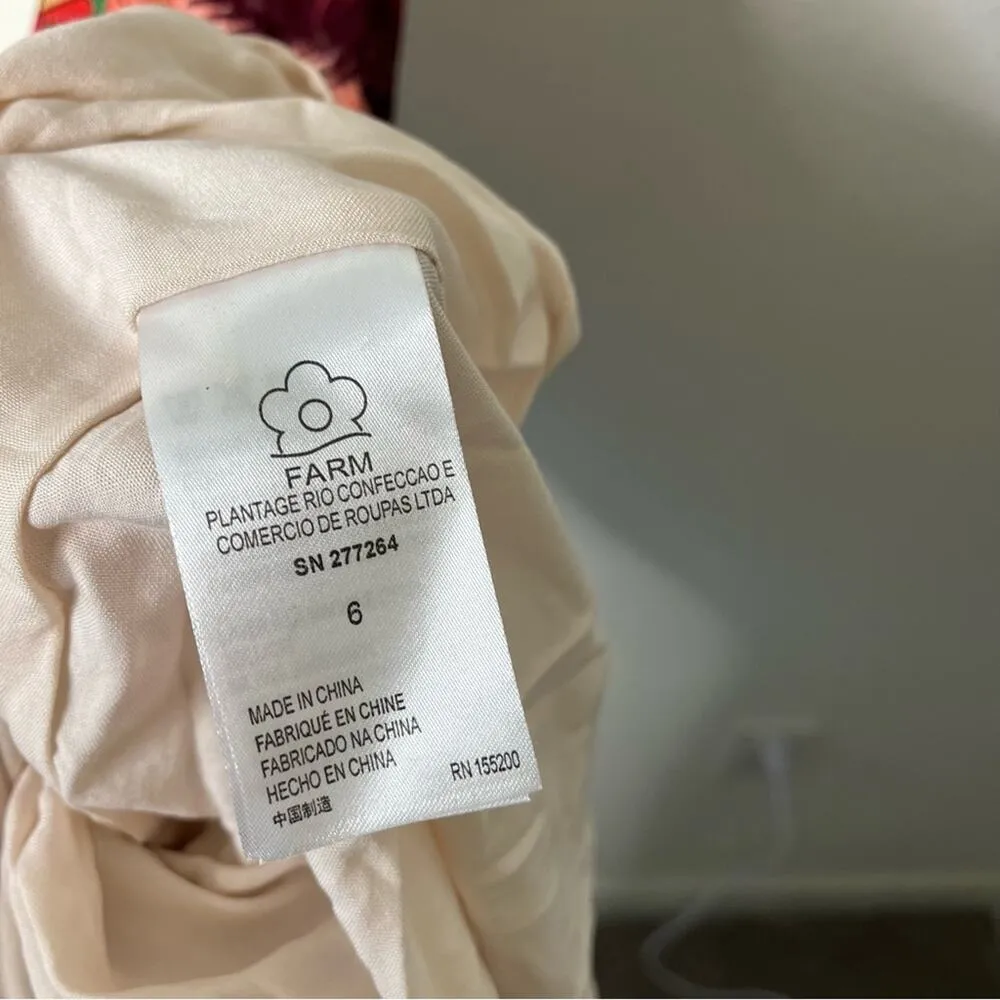 FARM
PLANTAGE RIO CONFECCAO E
COMERCIO DE ROUPAS LTDA
SN 277264
6
MADE IN CHINA
FABRIQUÉ EN CHINE
FABRICADO NA CHINA
HECHO EN CHINA
中国制造
RN 155200